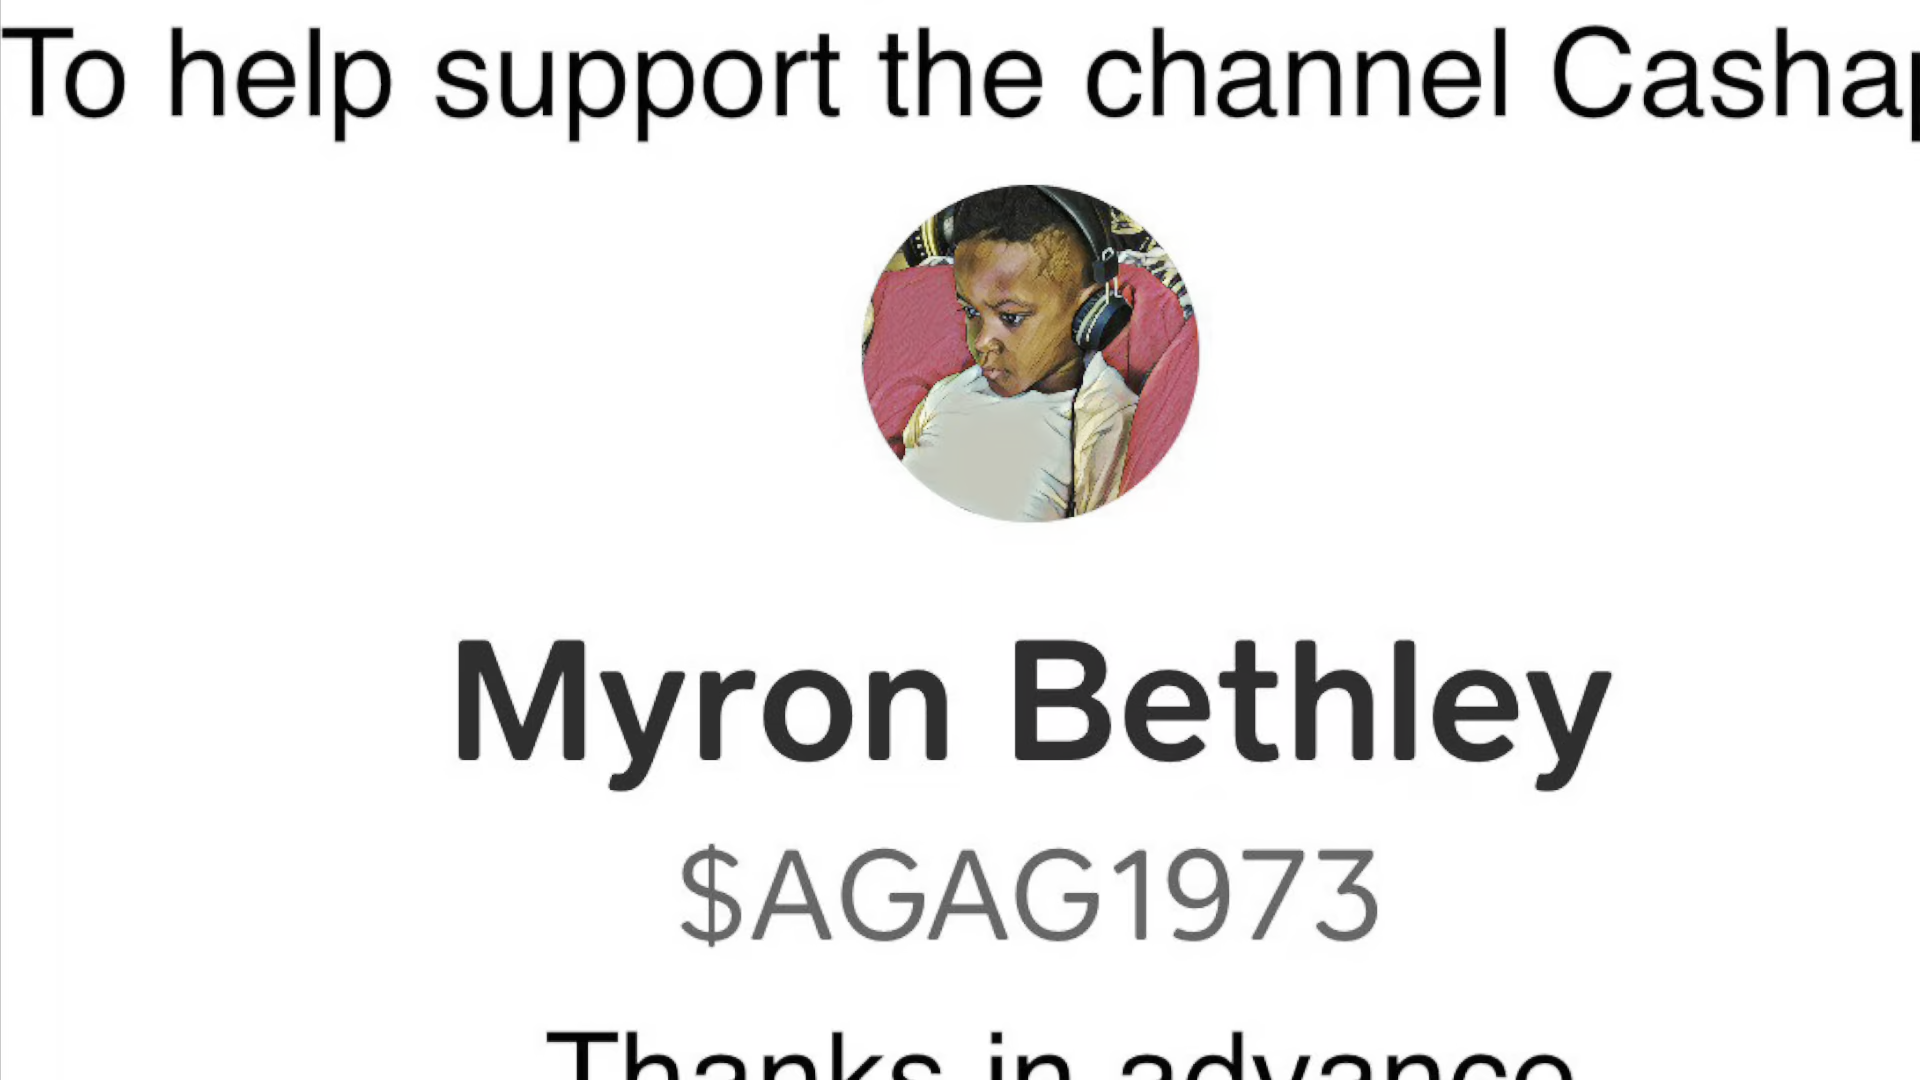 To help support the channel Cashap
Myron Bethley
$AGAG1973
Thanks in advance